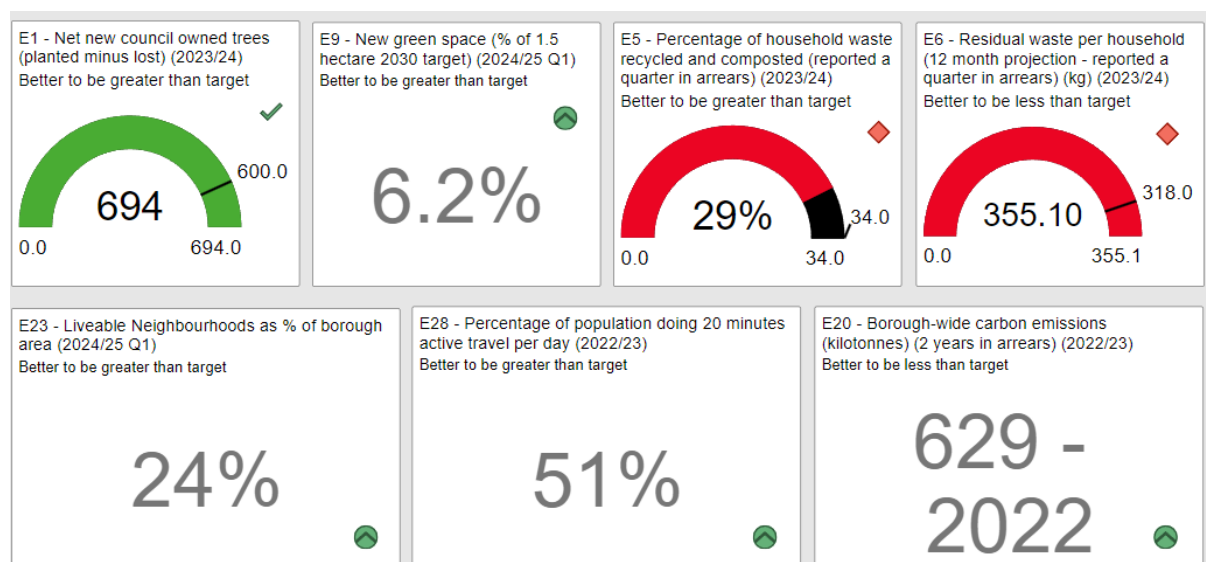 E1 - Net new council owned trees
(planted minus lost) (2023/24)
Better to be greater than target
600.0
694
0.0
694.0
E9 - New green space (% of 1.5
hectare 2030 target) (2024/25 Q1)
Better to be greater than target
6.2%
E5 - Percentage of household waste
recycled and composted (reported a
quarter in arrears) (2023/24)
Better to be greater than target
29%
34.0
0.0
34.0
E6 - Residual waste per household
(12 month projection - reported a
quarter in arrears) (kg) (2023/24)
Better to be less than target
318.0
355.10
0.0
355.1
E23 - Liveable Neighbourhoods as % of borough
area (2024/25 Q1)
Better to be greater than target
24%
E28 - Percentage of population doing 20 minutes
active travel per day (2022/23)
Better to be greater than target
51%
E20 - Borough-wide carbon emissions
(kilotonnes) (2 years in arrears) (2022/23)
Better to be less than target
629 -
2022